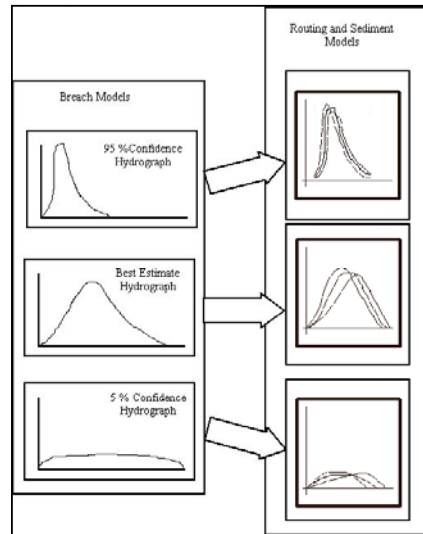 Routing and Sediment
Models
Breach Models
95 %Confidence
Hydrograph
Best Estimate
Hydrograph
5 % Confidence
Hydrograph